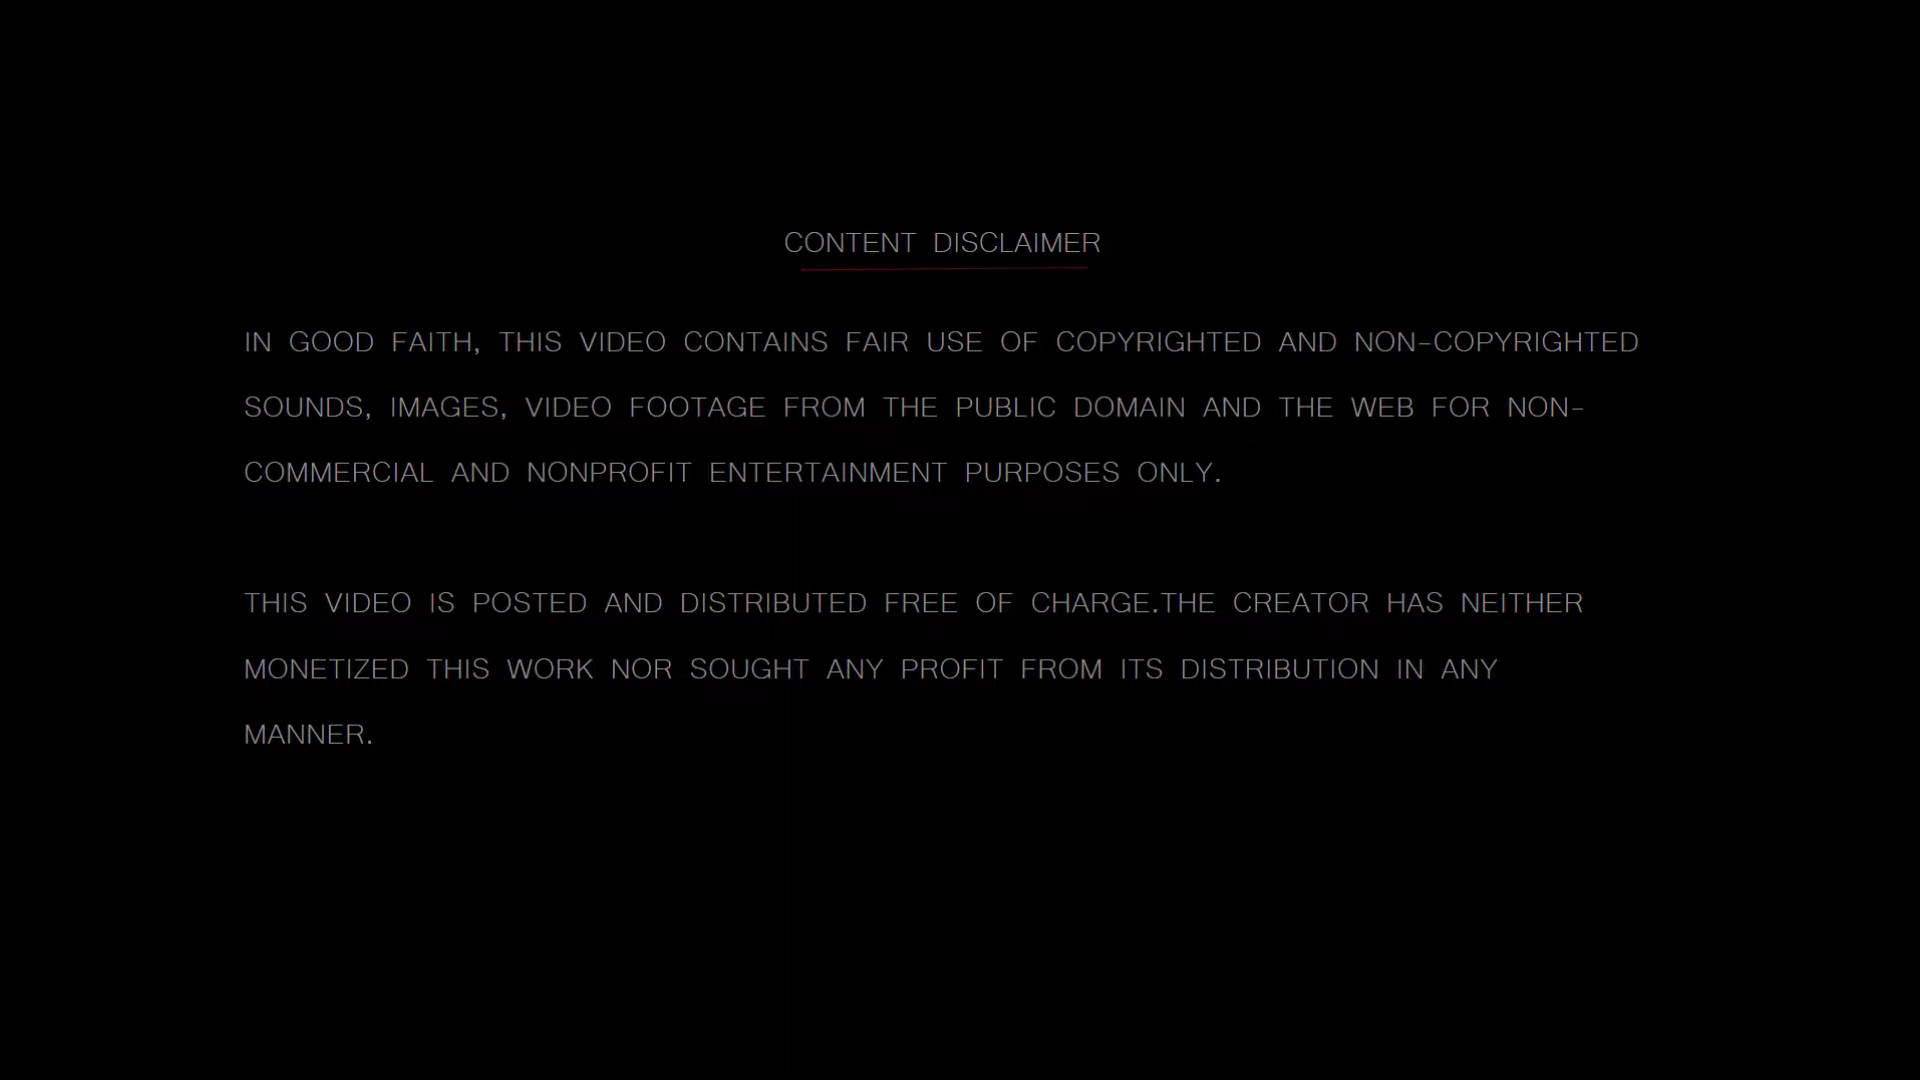 CONTENT DISCLAIMER
IN GOOD FAITH, THIS VIDEO CONTAINS FAIR USE OF COPYRIGHTED AND NON-COPYRIGHTED
SOUNDS, IMAGES, VIDEO FOOTAGE FROM THE PUBLIC DOMAIN AND THE WEB FOR NON-
COMMERCIAL AND NONPROFIT ENTERTAINMENT PURPOSES ONLY.
THIS VIDEO IS POSTED AND DISTRIBUTED FREE OF CHARGE.THE CREATOR HAS NEITHER
MONETIZED THIS WORK NOR SOUGHT ANY PROFIT FROM ITS DISTRIBUTION IN ANY
MANNER.